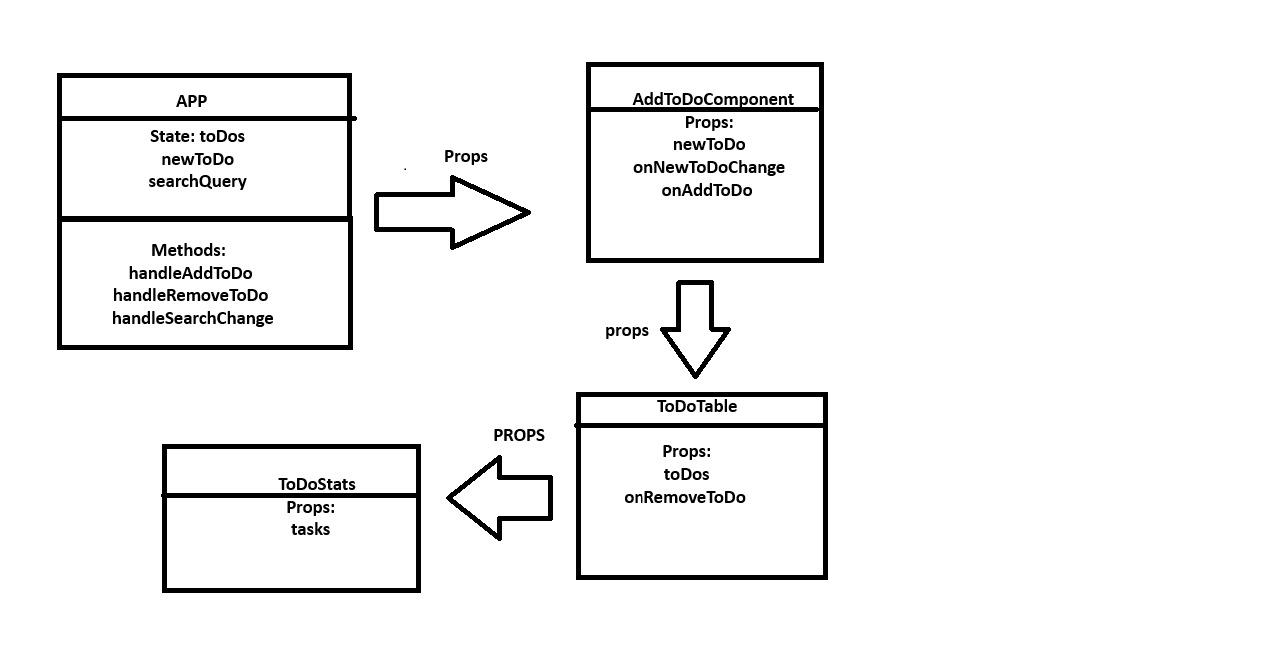 APP
State: toDos
newToDo
searchQuery
Methods:
handleAddToDo
handleRemoveToDo
handleSearchChange
Props
AddToDoComponent
Props:
newToDo
onNewToDoChange
onAddToDo
props
ToDoTable
Props:
toDos
onRemoveToDo
PROPS
ToDoStats
Props:
tasks